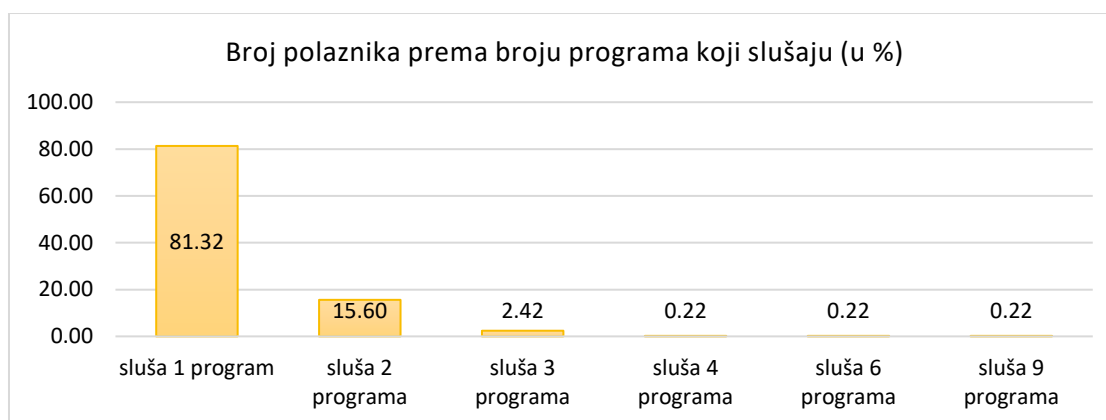 Broj polaznika prema broju programa koji slušaju (u %)
100.00
80.00
60.00
40.00
20.00
0.00
81.32
15.60
2.42
0.22
0.22
0.22
sluša 1 program
sluša 2
programa
sluša 3
programa
sluša 4
programa
sluša 6
programa
sluša 9
programa